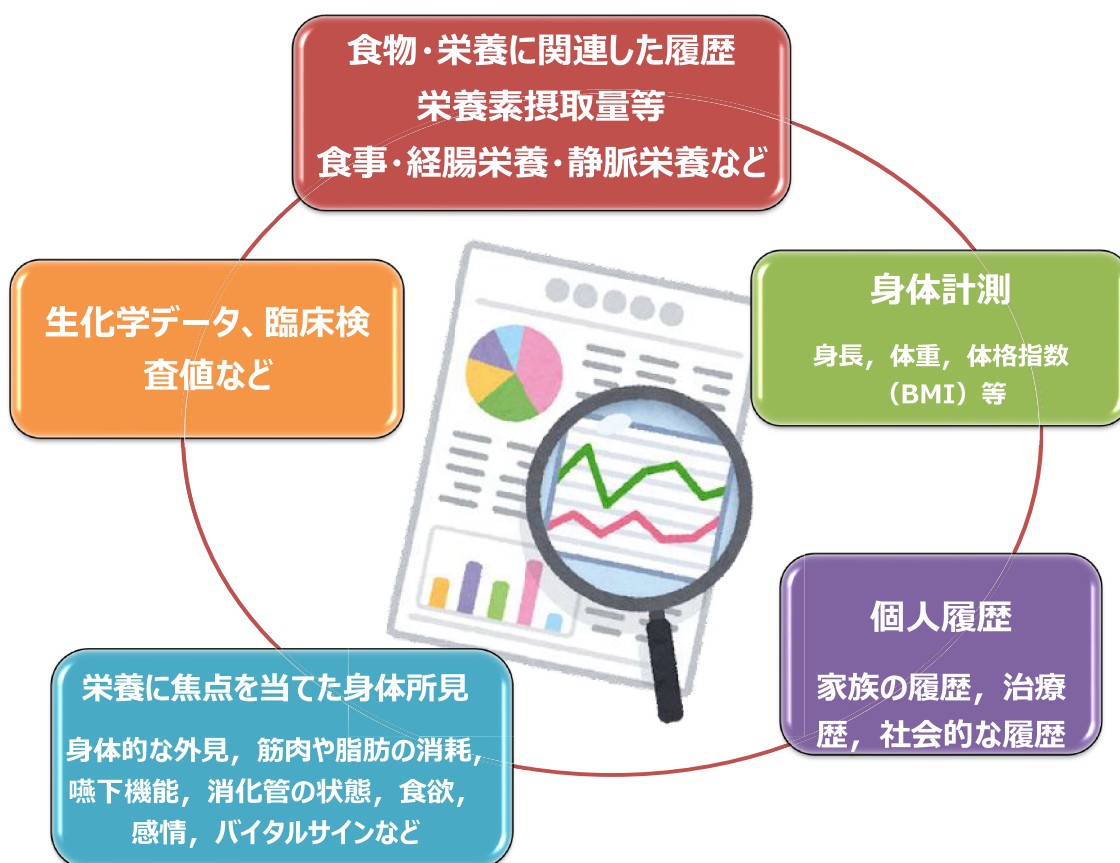 食物・栄養に関連した履歴
栄養素摂取量等
食事・経腸栄養・静脈栄養など
生化学データ、臨床検
査値など
身体計測
身長，体重，体格指数
（BMI）等
個人履歴
家族の履歴，治療
歴，社会的な履歴
栄養に焦点を当てた身体所見
身体的な外見，筋肉や脂肪の消耗，
嚥下機能，消化管の状態，食欲，
感情，バイタルサインなど